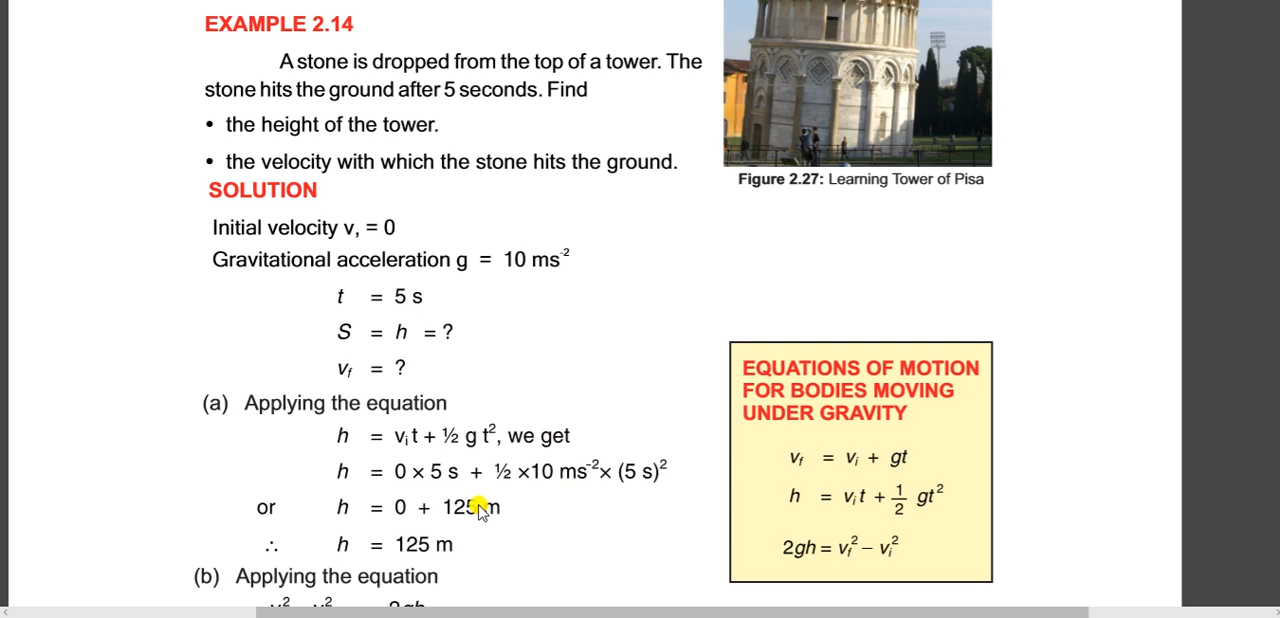 EXAMPLE 2.14
A stone is dropped from the top of a tower. The
stone hits the ground after 5 seconds. Find
• the height of the tower.
• the velocity with which the stone hits the ground.
SOLUTION
Initial velocity v, = 0
Gravitational acceleration g = 10 ms⁻²
t = 5 s
S = h = ?
v_f = ?
(a) Applying the equation
h = vᵢt + ½ g t², we get
h = 0 × 5 s + ½ ×10 ms⁻²× (5 s)²
or h = 0 + 125 m
∴ h = 125 m
(b) Applying the equation
Figure 2.27: Learning Tower of Pisa
EQUATIONS OF MOTION
FOR BODIES MOVING
UNDER GRAVITY
v_f = vᵢ + gt
h = vᵢt + 1/2 gt²
2gh = v_f² – vᵢ²